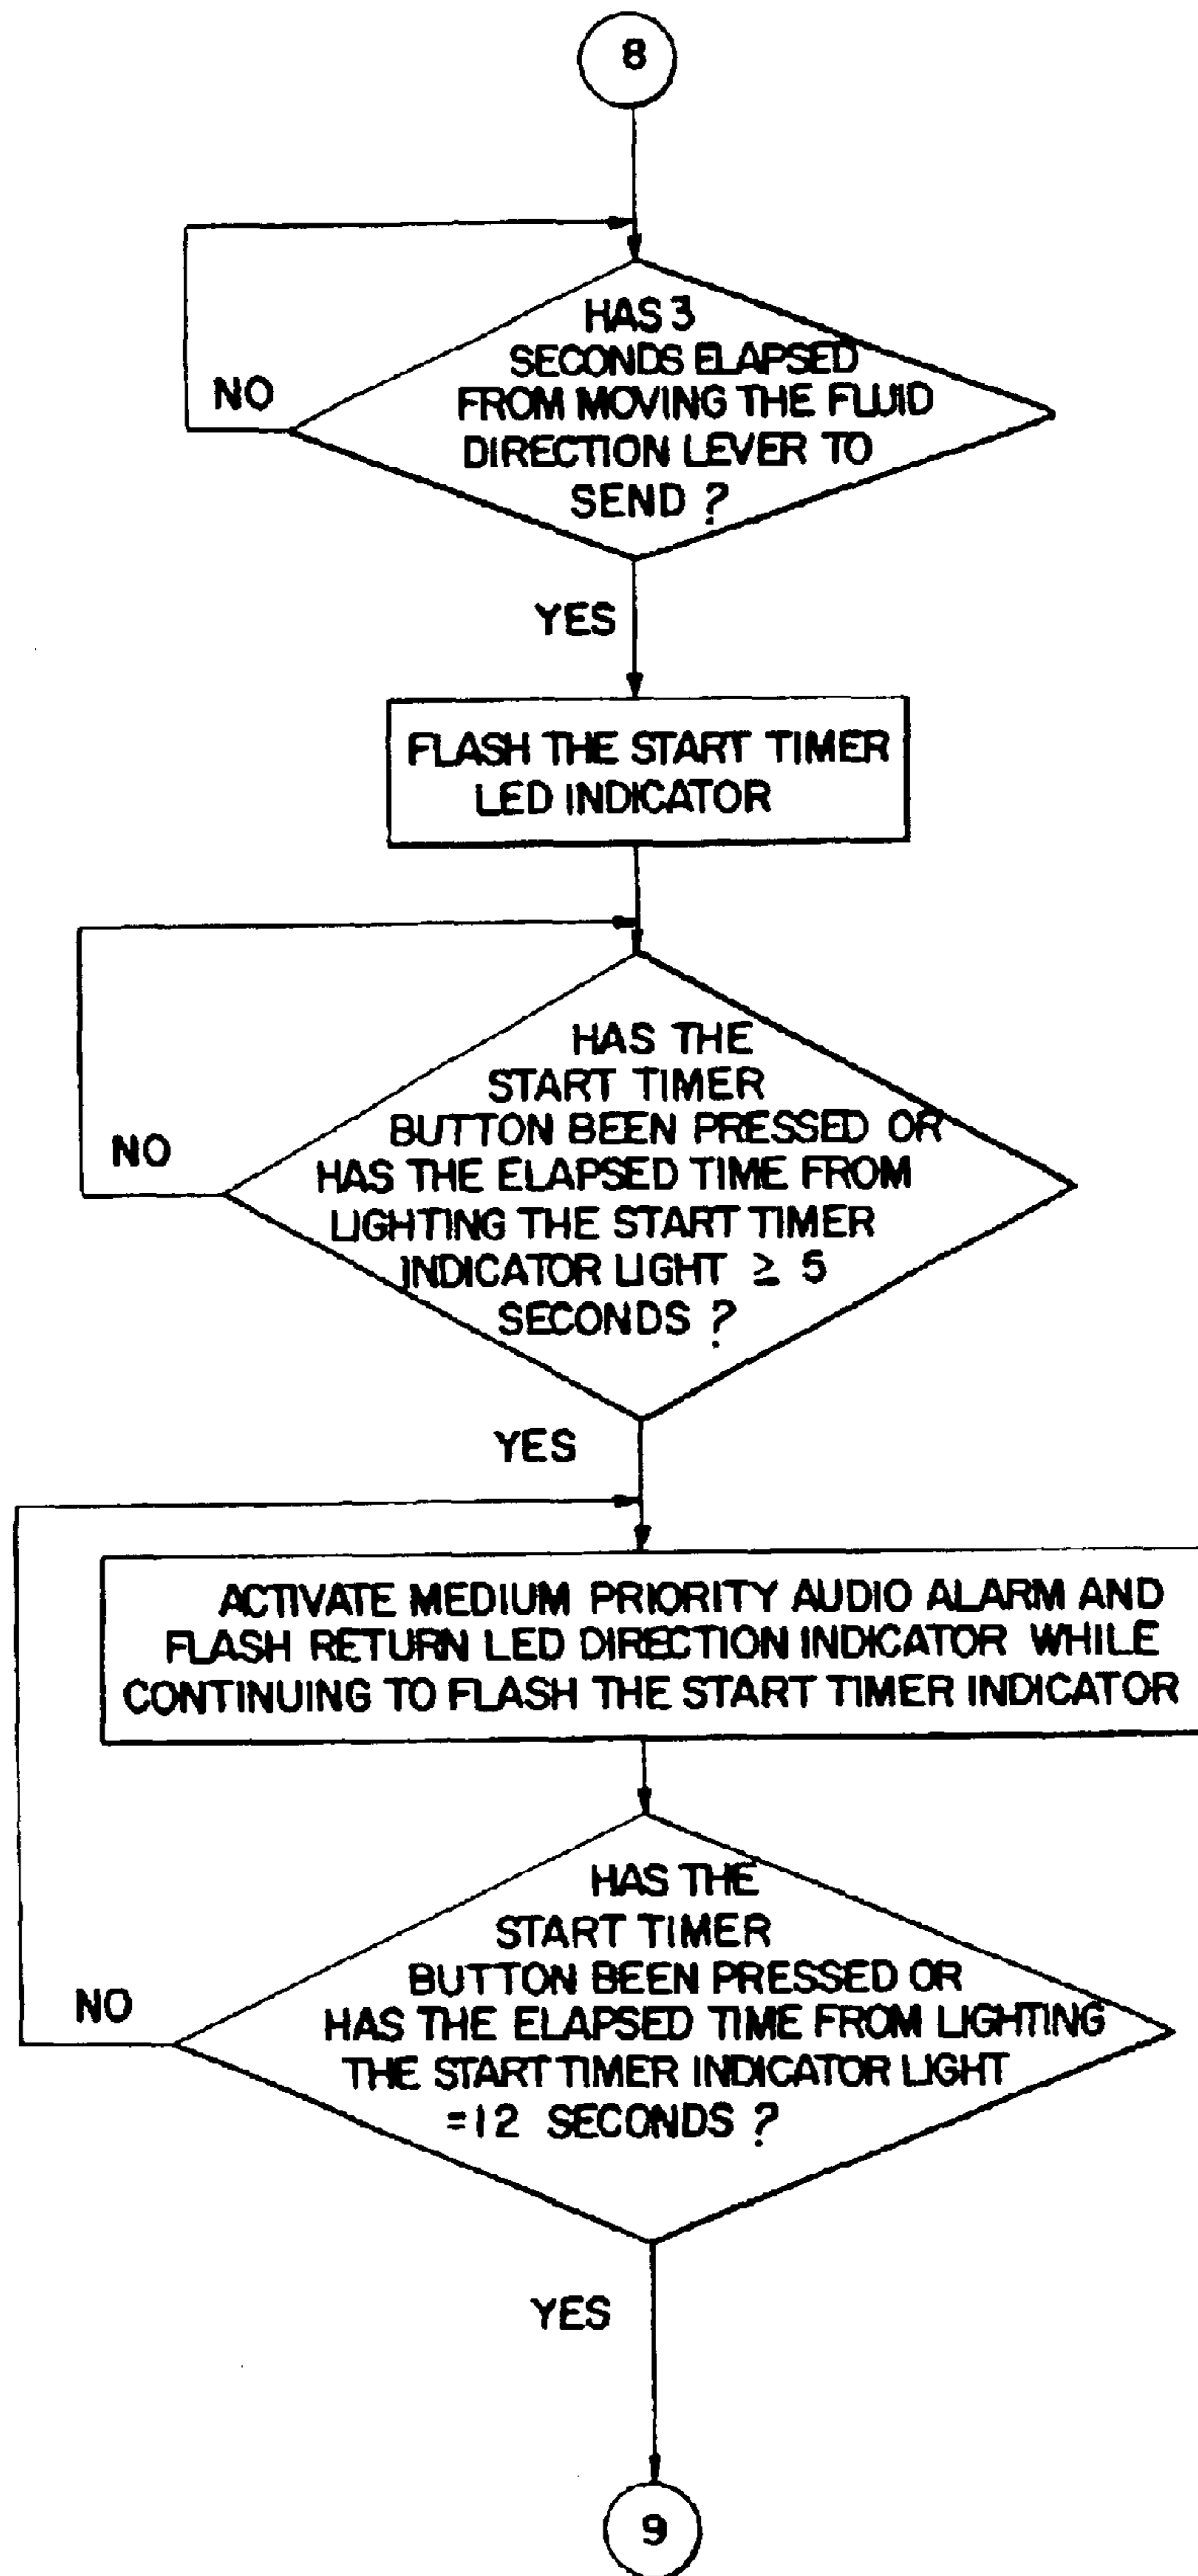 8
HAS 3
SECONDS ELAPSED
FROM MOVING THE FLUID
DIRECTION LEVER TO
SEND ?
NO
YES
FLASH THE START TIMER
LED INDICATOR
HAS THE
START TIMER
BUTTON BEEN PRESSED OR
HAS THE ELAPSED TIME FROM
LIGHTING THE START TIMER
INDICATOR LIGHT ≥ 5
SECONDS ?
NO
YES
ACTIVATE MEDIUM PRIORITY AUDIO ALARM AND
FLASH RETURN LED DIRECTION INDICATOR WHILE
CONTINUING TO FLASH THE START TIMER INDICATOR
HAS THE
START TIMER
BUTTON BEEN PRESSED OR
HAS THE ELAPSED TIME FROM LIGHTING
THE START TIMER INDICATOR LIGHT
=12 SECONDS ?
NO
YES
9